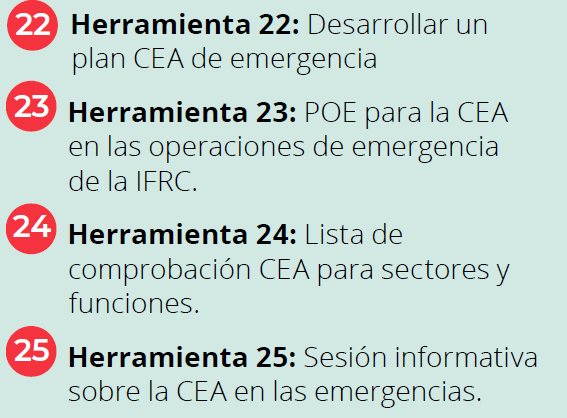 22 Herramienta 22: Desarrollar un
plan CEA de emergencia
23 Herramienta 23: POE para la CEA
en las operaciones de emergencia
de la IFRC.
24 Herramienta 24: Lista de
comprobación CEA para sectores y
funciones.
25 Herramienta 25: Sesión informativa
sobre la CEA en las emergencias.